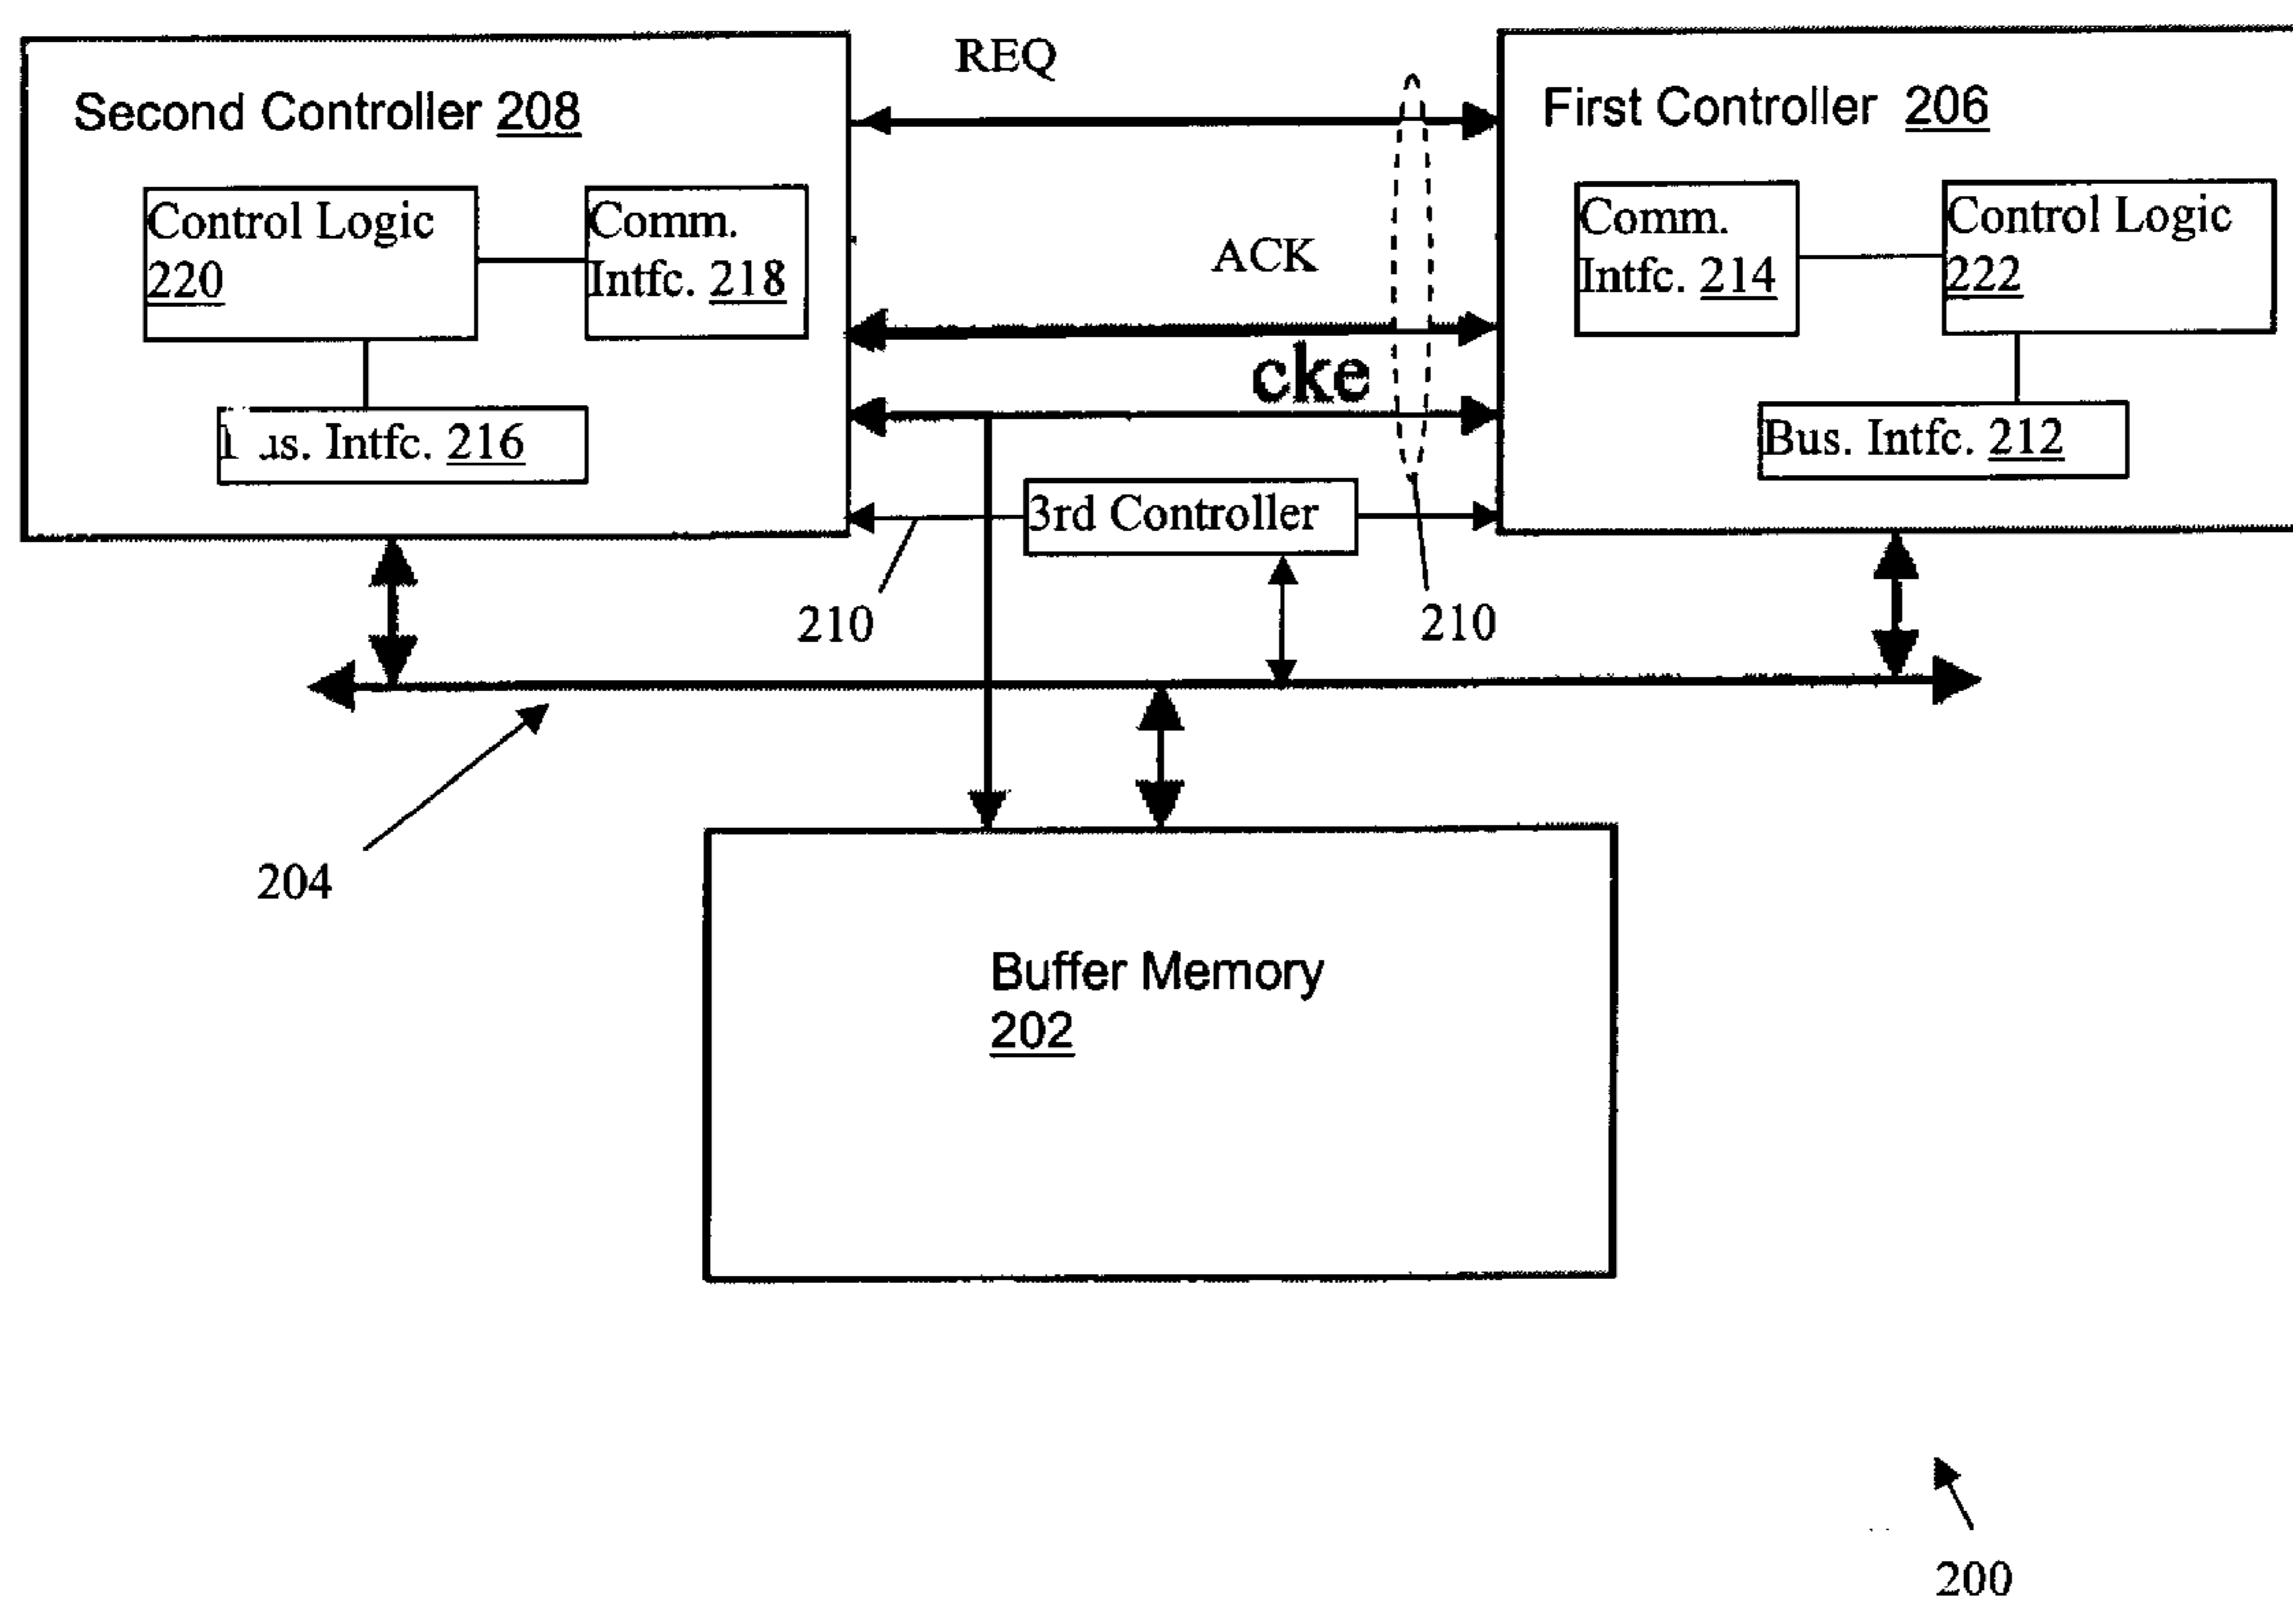 REQ
Second Controller 208
First Controller 206
Control Logic
220
Comm.
Intfc. 218
ACK
Comm.
Intfc. 214
Control Logic
222
cke
Intfc. 216
Bus. Intfc. 212
3rd Controller
210
210
204
Buffer Memory
202
200